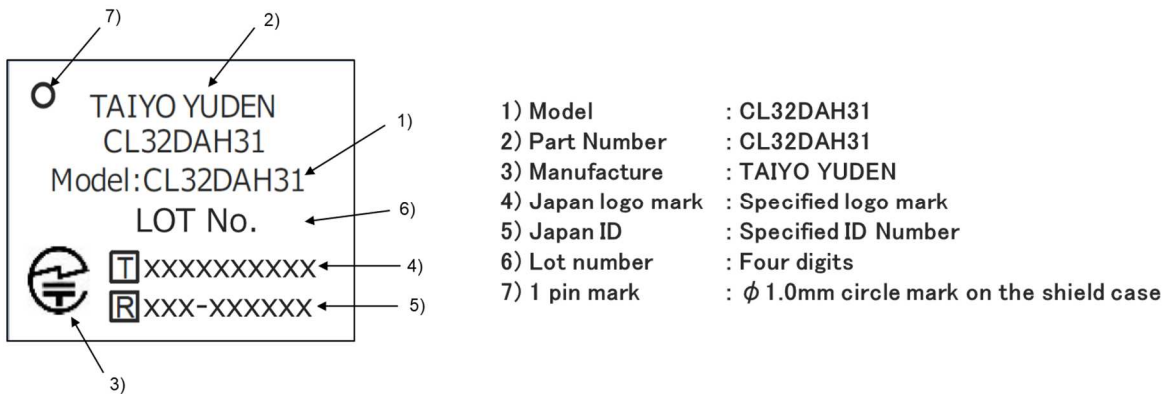 7)
2)
TAIYO YUDEN
CL32DAH31
1)
Model:CL32DAH31
LOT No.
6)
T XXXXXXXXXX
4)
R XXX-XXXXXX
5)
3)
1) Model : CL32DAH31
2) Part Number : CL32DAH31
3) Manufacture : TAIYO YUDEN
4) Japan logo mark : Specified logo mark
5) Japan ID : Specified ID Number
6) Lot number : Four digits
7) 1 pin mark : φ1.0mm circle mark on the shield case